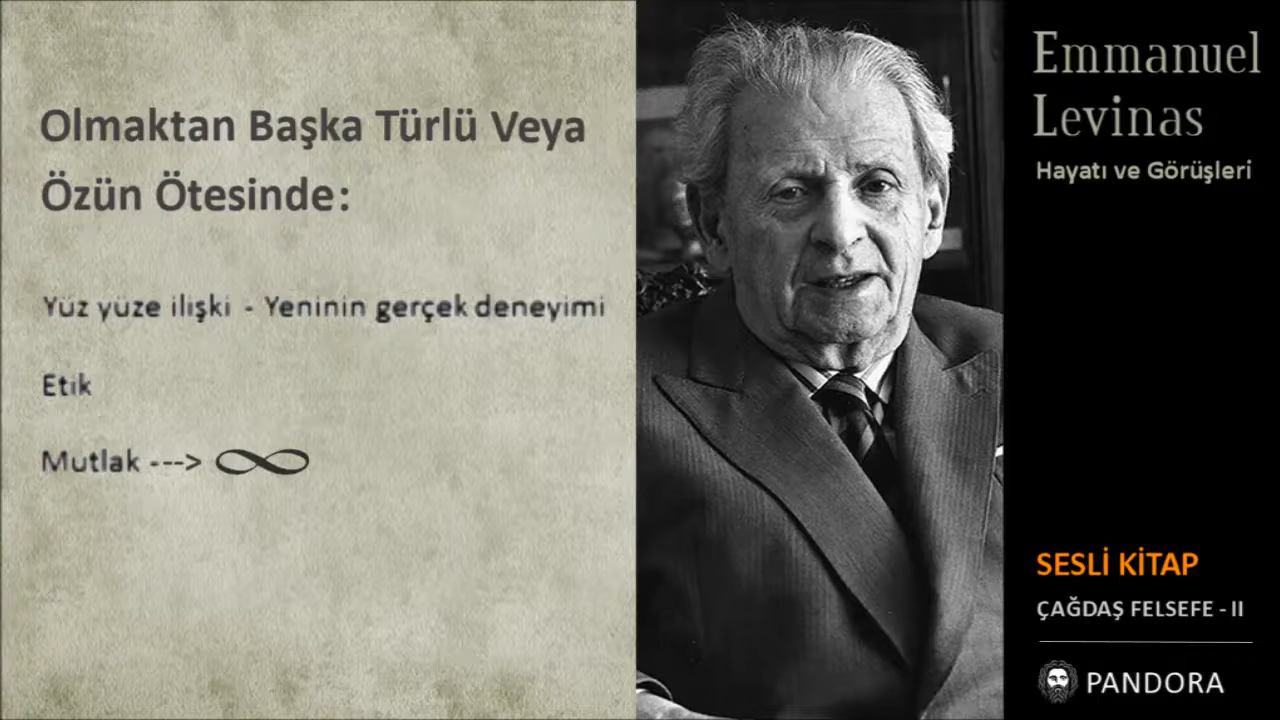 Olmaktan Başka Türlü Veya
Özün Ötesinde:
Yüz yüze ilişki - Yeninin gerçek deneyimi
Etik
Mutlak ---> ∞
Emmanuel
Levinas
Hayatı ve Görüşleri
SESLİ KİTAP
ÇAĞDAŞ FELSEFE - II
PANDORA